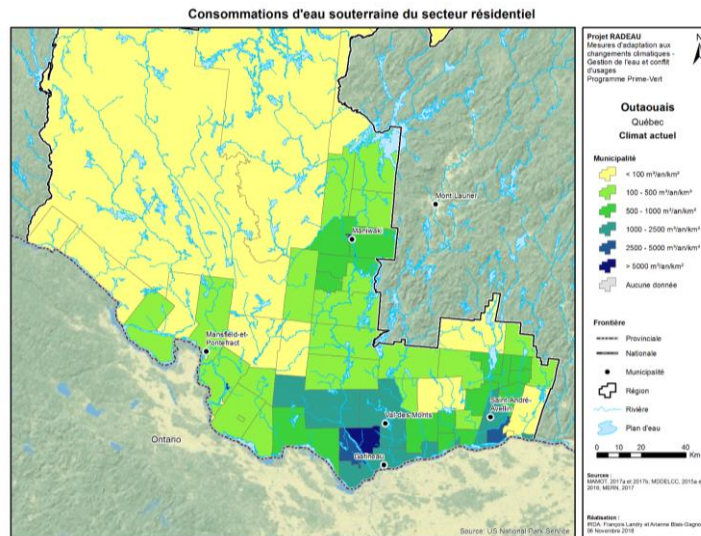 Consommations d'eau souterraine du secteur résidentiel
Projet RADEAU
Mesures d'adaptation aux
changements climatiques -
Gestion de l'eau et conflit
d'usages
Programme Prime-Vert
N
Outaouais
Québec
Climat actuel
Municipalité
< 100 m³/an/km²
100 - 500 m³/an/km²
500 - 1000 m³/an/km²
1000 - 2500 m³/an/km²
2500 - 5000 m³/an/km²
> 5000 m³/an/km²
Aucune donnée
Frontière
Provinciale
Nationale
Municipalité
Région
Rivière
Plan d'eau
0 10 20 40
Km
Sources :
MAMOT, 2017a et 2017b, MDDELCC, 2015a et
2016, MERN, 2017
Réalisation :
IRDA, François Landry et Arianne Blais-Gagnon
06 Novembre 2018
Mont-Laurier
Maniwaki
Mansfield-et-
Pontefract
Saint-André-
Avellin
Val-des-Monts
Ontario
Gatineau
Source: US National Park Service